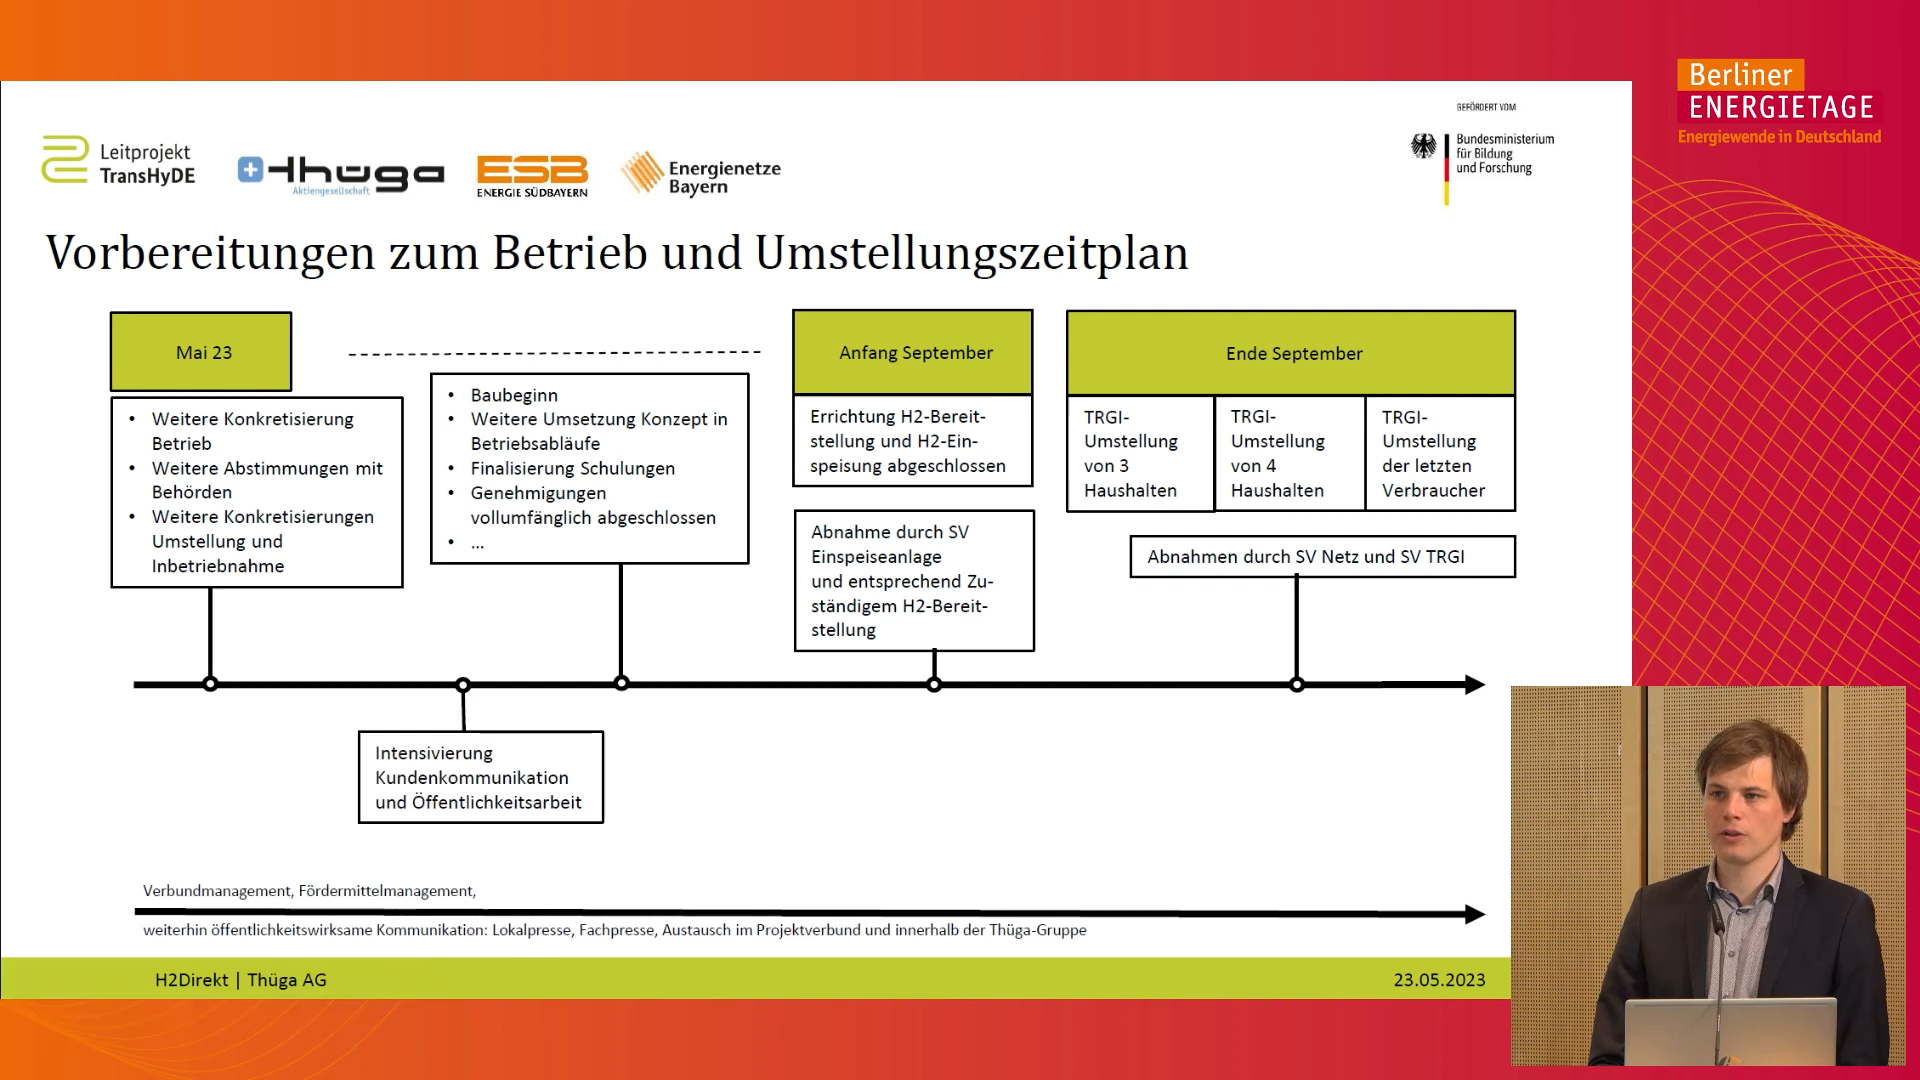 Berliner
ENERGIETAGE
Energiewende in Deutschland
GEFÖRDERT VOM
Bundesministerium
für Bildung
und Forschung
Leitprojekt
TransHyDE
thüga
Aktiengesellschaft
ESB
ENERGIE SÜDBAYERN
Energienetze
Bayern
Vorbereitungen zum Betrieb und Umstellungszeitplan
Mai 23
• Weitere Konkretisierung
Betrieb
• Weitere Abstimmungen mit
Behörden
• Weitere Konkretisierungen
Umstellung und
Inbetriebnahme
• Baubeginn
• Weitere Umsetzung Konzept in
Betriebsabläufe
• Finalisierung Schulungen
• Genehmigungen
vollumfänglich abgeschlossen
• ...
Anfang September
Errichtung H2-Bereit-
stellung und H2-Ein-
speisung abgeschlossen
Abnahme durch SV
Einspeiseanlage
und entsprechend Zu-
ständigem H2-Bereit-
stellung
Ende September
TRGI-
Umstellung
von 3
Haushalten
TRGI-
Umstellung
von 4
Haushalten
TRGI-
Umstellung
der letzten
Verbraucher
Abnahmen durch SV Netz und SV TRGI
Intensivierung
Kundenkommunikation
und Öffentlichkeitsarbeit
Verbundmanagement, Fördermittelmanagement,
weiterhin öffentlichkeitswirksame Kommunikation: Lokalpresse, Fachpresse, Austausch im Projektverbund und innerhalb der Thüga-Gruppe
H2Direkt | Thüga AG
23.05.2023